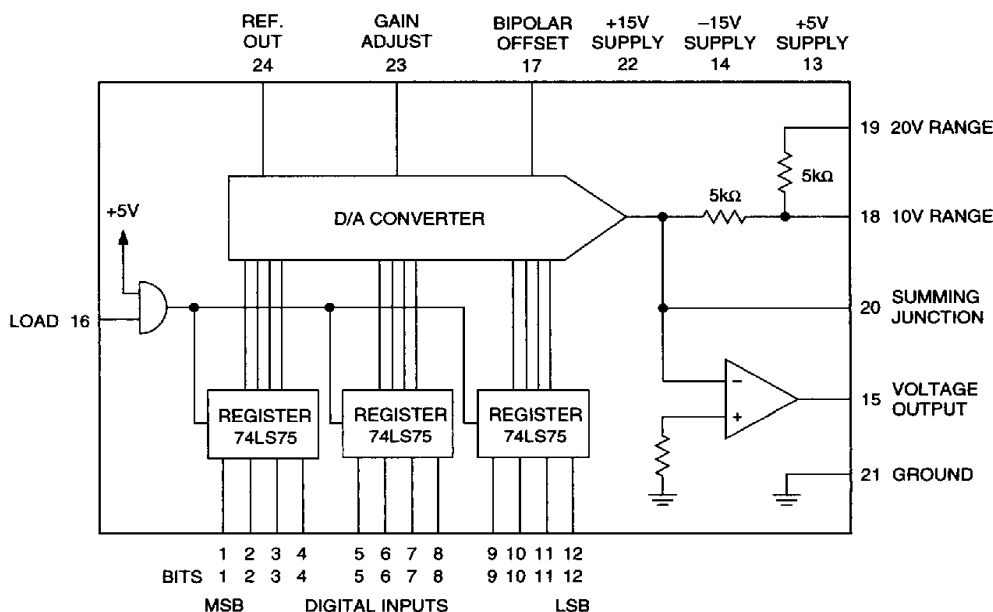 REF. OUT 24
GAIN ADJUST 23
BIPOLAR OFFSET 17
+15V SUPPLY 22
–15V SUPPLY 14
+5V SUPPLY 13
19 20V RANGE
5kΩ
5kΩ
D/A CONVERTER
18 10V RANGE
+5V
LOAD 16
20 SUMMING JUNCTION
REGISTER 74LS75
REGISTER 74LS75
REGISTER 74LS75
–
+
15 VOLTAGE OUTPUT
21 GROUND
1 2 3 4 5 6 7 8 9 10 11 12
BITS 1 2 3 4 5 6 7 8 9 10 11 12
MSB DIGITAL INPUTS LSB